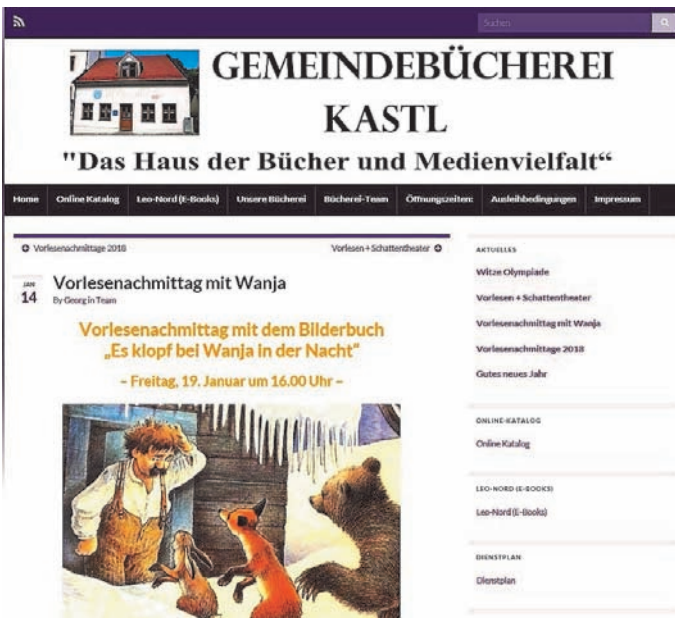 Suchen
GEMEINDEBÜCHEREI
KASTL
"Das Haus der Bücher und Medienvielfalt“
Home Online Katalog Leo-Nord (E-Books) Unsere Bücherei Bücherei-Team Öffnungszeiten: Ausleihbedingungen Impressum
Vorlesenachmittage 2018 Vorlesen + Schattentheater
JAN
14
Vorlesenachmittag mit Wanja
By Georg in Team
Vorlesenachmittag mit dem Bilderbuch
„Es klopf bei Wanja in der Nacht“
– Freitag, 19. Januar um 16.00 Uhr –
AKTUELLES
Witze Olympiade
Vorlesen + Schattentheater
Vorlesenachmittag mit Wanja
Vorlesenachmittage 2018
Gutes neues Jahr
ONLINE-KATALOG
Online Katalog
LEO-NORD (E-BOOKS)
Leo-Nord (E-Books)
DIENSTPLAN
Dienstplan